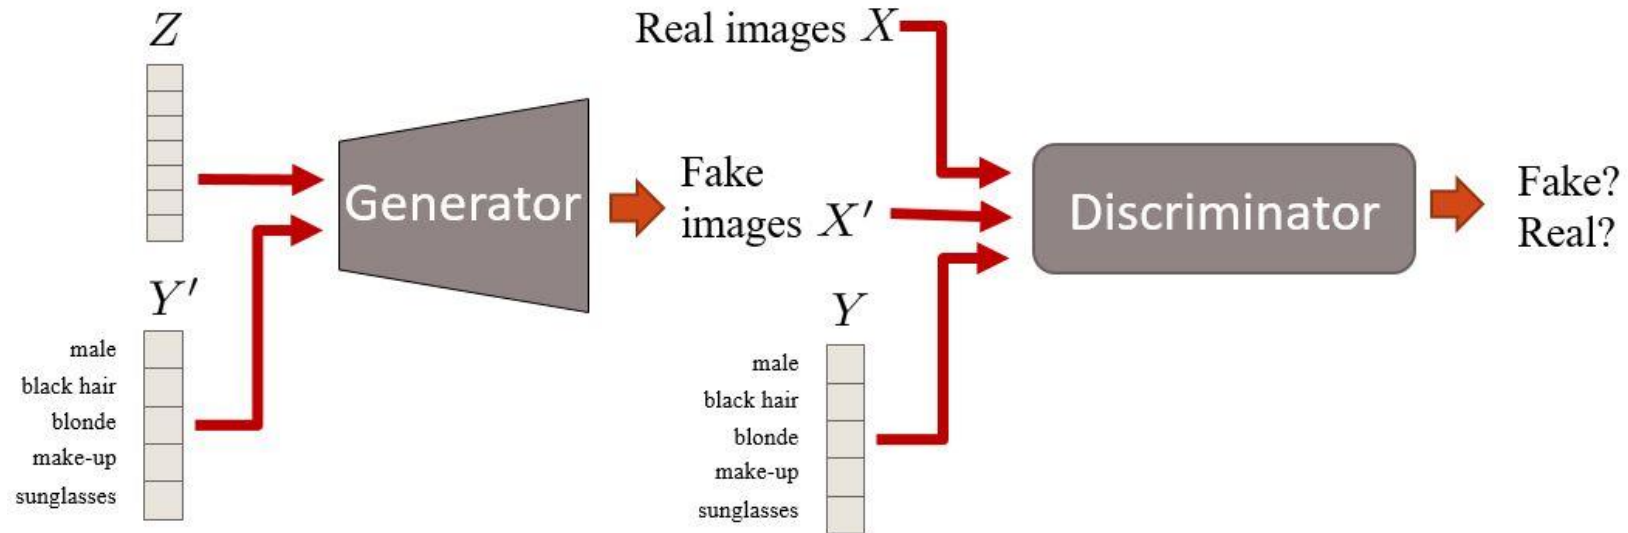 Z
Generator
Y'
male
black hair
blonde
make-up
sunglasses
Fake
images X'
Real images X
Y
male
black hair
blonde
make-up
sunglasses
Discriminator
Fake?
Real?